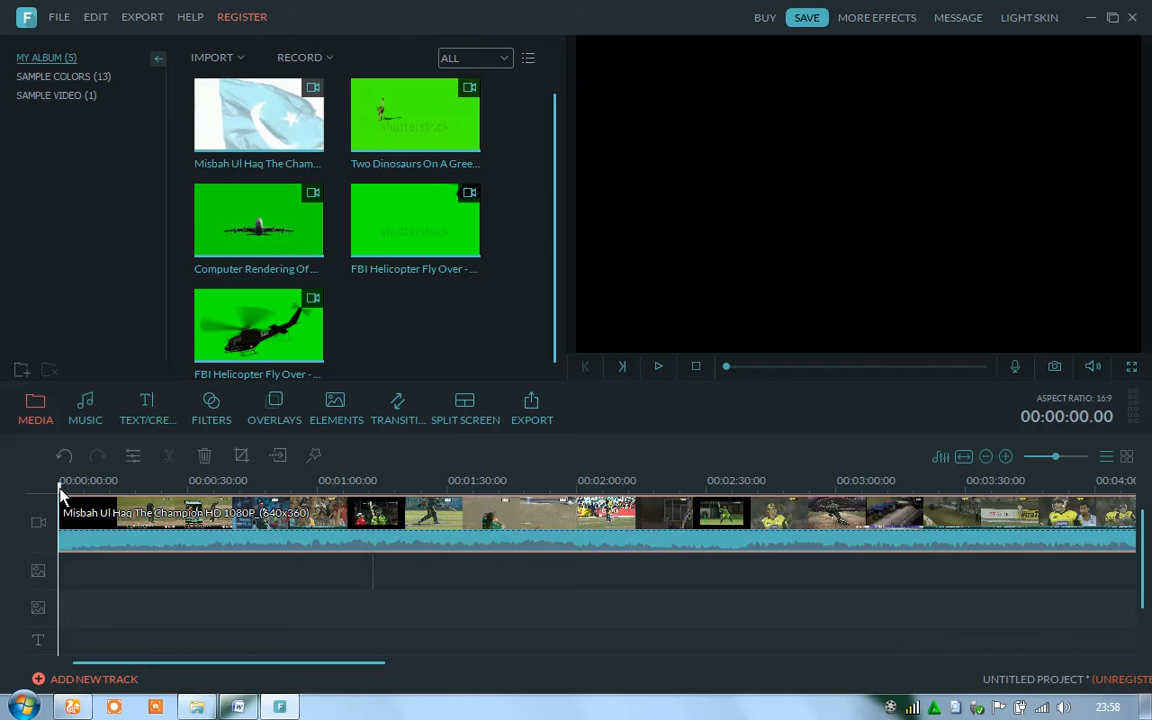 FILE EDIT EXPORT HELP REGISTER
BUY SAVE MORE EFFECTS MESSAGE LIGHT SKIN
MY ALBUM (5)
SAMPLE COLORS (13)
SAMPLE VIDEO (1)
IMPORT RECORD ALL
Misbah Ul Haq The Cham...
shutterstock
Two Dinosaurs On A Gree...
Computer Rendering Of ...
shutterstock
FBI Helicopter Fly Over - ...
FBI Helicopter Fly Over - ...
MEDIA MUSIC TEXT/CRE... FILTERS OVERLAYS ELEMENTS TRANSITI... SPLIT SCREEN EXPORT
ASPECT RATIO: 16:9
00:00:00.00
00:00:00:00 00:00:30:00 00:01:00:00 00:01:30:00 00:02:00:00 00:02:30:00 00:03:00:00 00:03:30:00 00:04:0
Misbah Ul Haq The Champion HD 1080P (640x360)
ADD NEW TRACK
UNTITLED PROJECT * (UNREGISTE
23:58